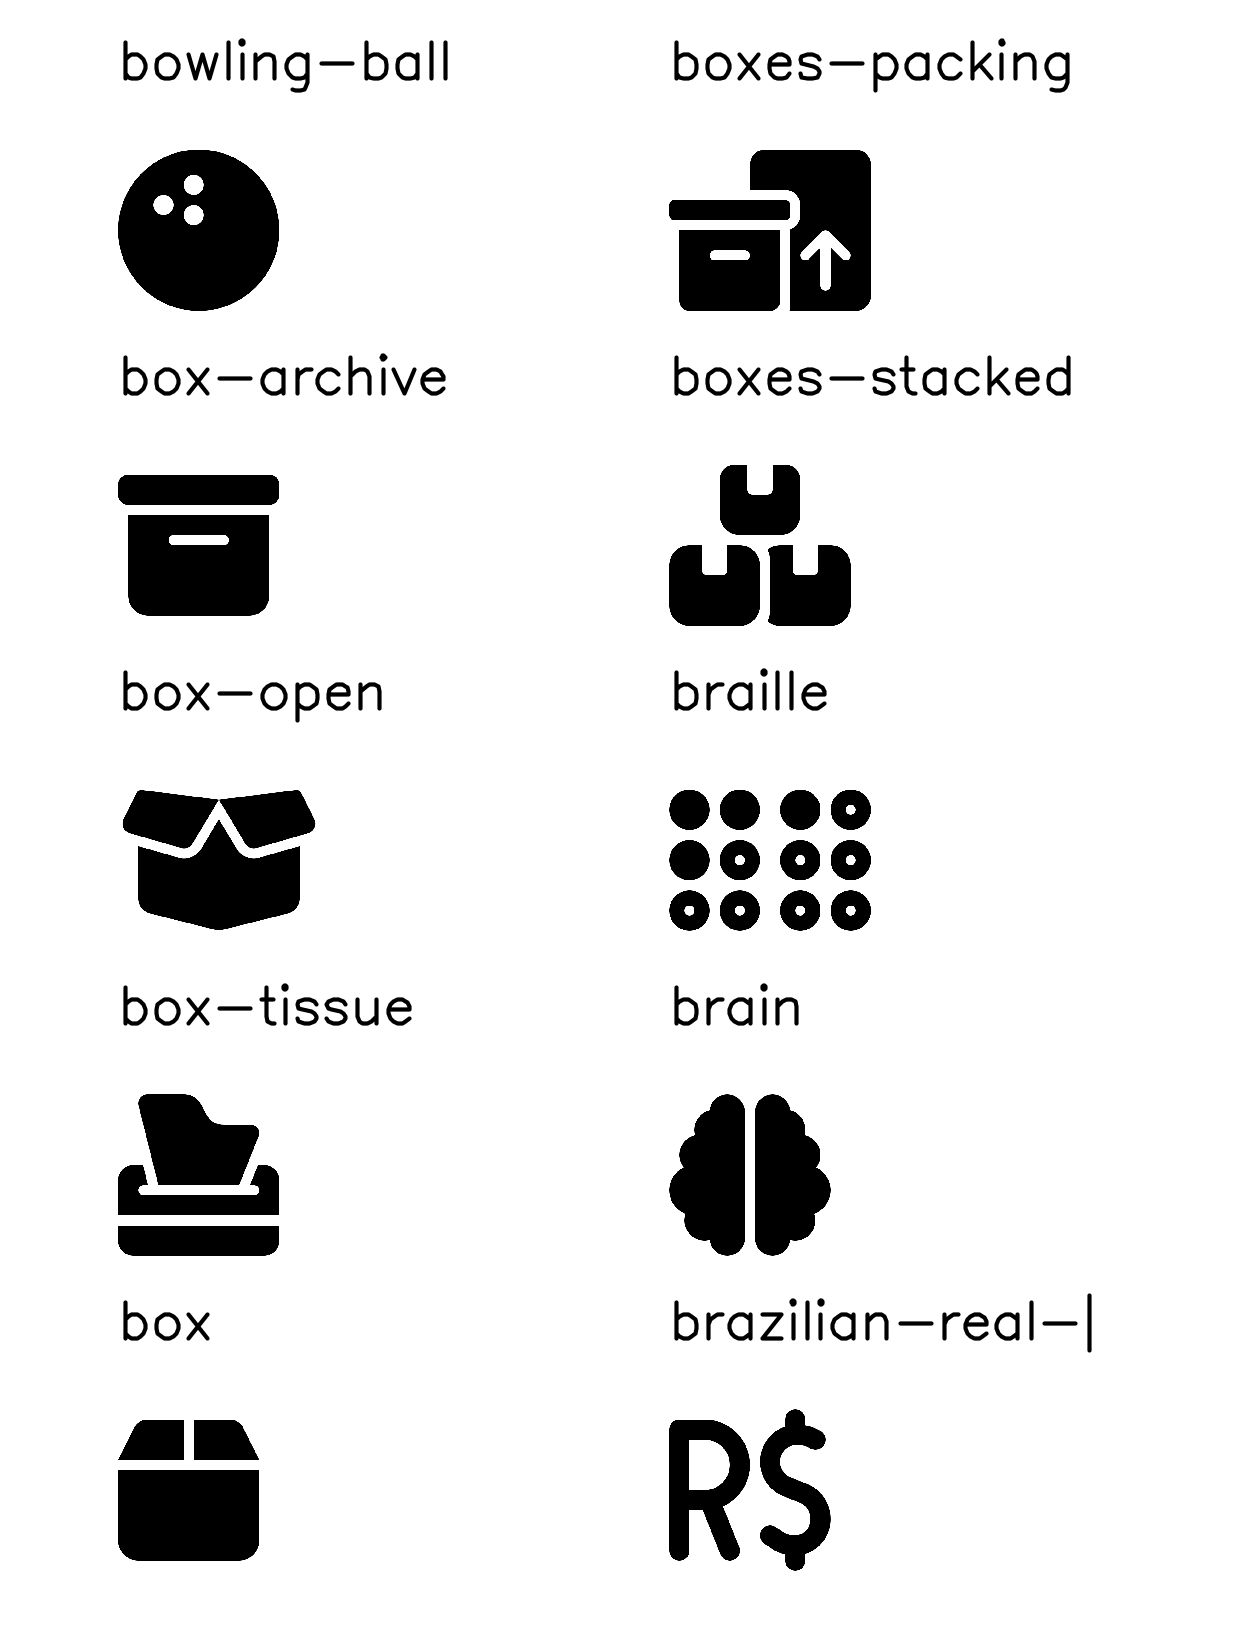 bowling-ball
boxes-packing
box-archive
boxes-stacked
box-open
braille
box-tissue
brain
box
brazilian-real-|
R$